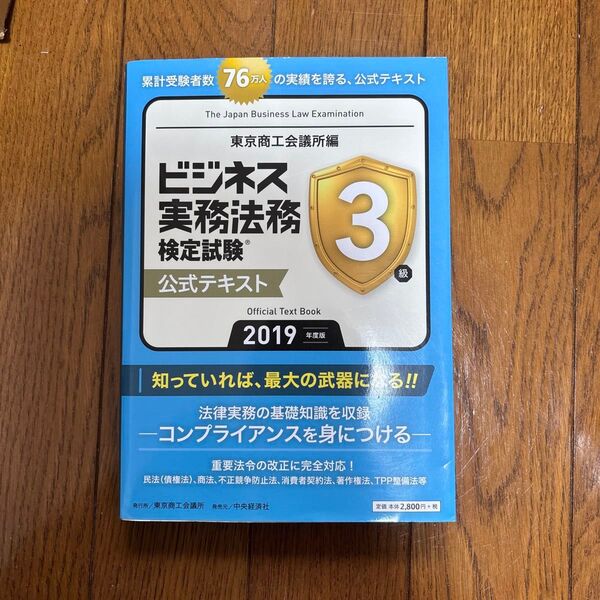 累計受験者数 76万人 の実績を誇る、公式テキスト
The Japan Business Law Examination
東京商工会議所編
ビジネス
実務法務
検定試験®
3
級
公式テキスト
Official Text Book
2019 年度版
知っていれば、最大の武器になる!!
法律実務の基礎知識を収録
―コンプライアンスを身につける―
重要法令の改正に完全対応！
民法（債権法）、商法、不正競争防止法、消費者契約法、著作権法、TPP整備法等
発行所／東京商工会議所 発売元／中央経済社
定価 本体2,800円+税